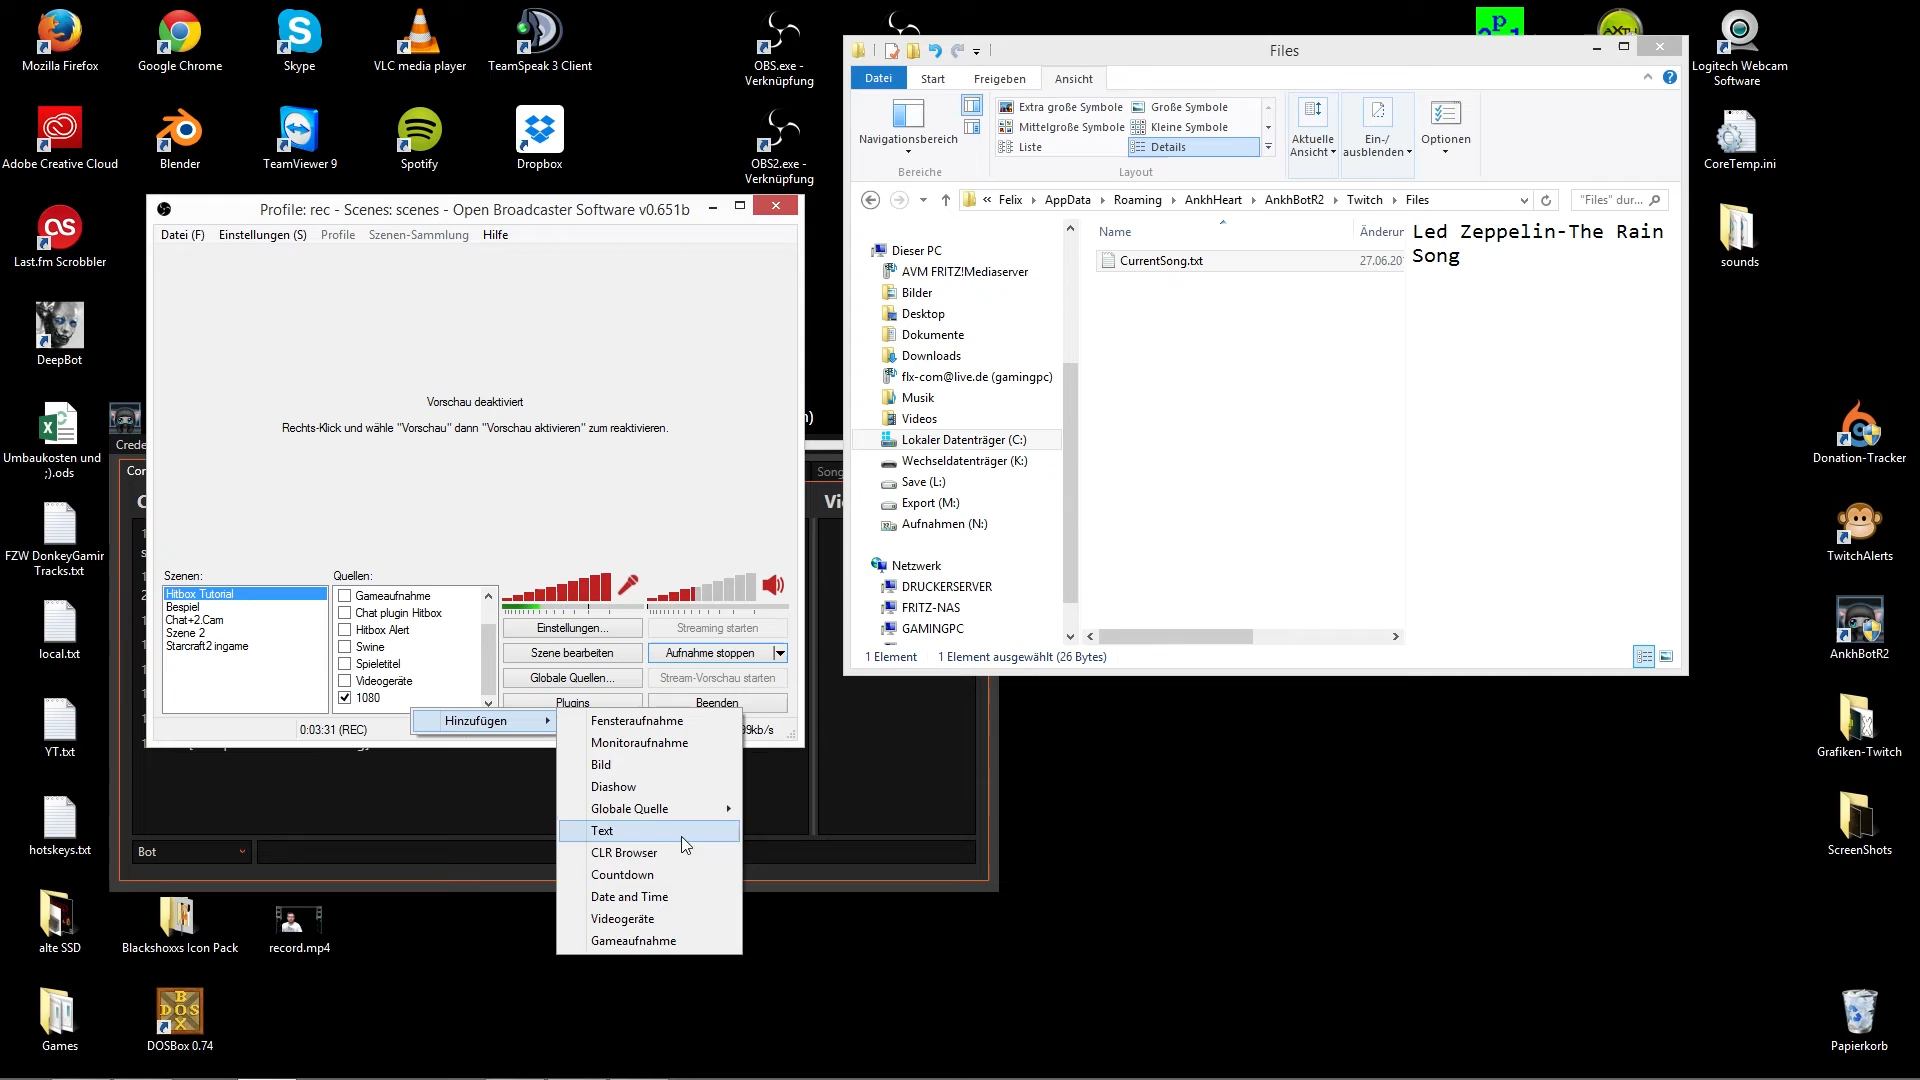 Mozilla Firefox
Google Chrome
Skype
VLC media player
TeamSpeak 3 Client
OBS.exe -
Verknüpfung
Logitech Webcam
Software
Adobe Creative Cloud
Blender
TeamViewer 9
Spotify
Dropbox
OBS2.exe -
Verknüpfung
CoreTemp.ini
Last.fm Scrobbler
sounds
DeepBot
Umbaukosten und
;).ods
Crede
Donation-Tracker
FZW DonkeyGamin
Tracks.txt
TwitchAlerts
local.txt
AnkhBotR2
YT.txt
Grafiken-Twitch
hotskeys.txt
ScreenShots
alte SSD
Blackshoxxs Icon Pack
record.mp4
Games
DOSBox 0.74
Papierkorb
Files
Datei
Start
Freigeben
Ansicht
Navigationsbereich
Extra große Symbole
Große Symbole
Mittelgroße Symbole
Kleine Symbole
Liste
Details
Aktuelle
Ansicht
Ein-/
ausblenden
Optionen
Bereiche
Layout
« Felix
AppData
Roaming
AnkhHeart
AnkhBotR2
Twitch
Files
"Files" dur...
Name
Änderur
CurrentSong.txt
27.06.20
Led Zeppelin-The Rain
Song
Dieser PC
AVM FRITZ!Mediaserver
Bilder
Desktop
Dokumente
Downloads
flx-com@live.de (gamingpc)
Musik
Videos
Lokaler Datenträger (C:)
Wechseldatenträger (K:)
Save (L:)
Export (M:)
Aufnahmen (N:)
Netzwerk
DRUCKERSERVER
FRITZ-NAS
GAMINGPC
1 Element
1 Element ausgewählt (26 Bytes)
Profile: rec - Scenes: scenes - Open Broadcaster Software v0.651b
Datei (F)
Einstellungen (S)
Profile
Szenen-Sammlung
Hilfe
Vorschau deaktiviert
Rechts-Klick und wähle "Vorschau" dann "Vorschau aktivieren" zum reaktivieren.
Szenen:
Hitbox Tutorial
Bespiel
Chat+2.Cam
Szene 2
Starcraft2 ingame
Quellen:
Gameaufnahme
Chat plugin Hitbox
Hitbox Alert
Swine
Spieletitel
Videogeräte
1080
Einstellungen...
Streaming starten
Szene bearbeiten
Aufnahme stoppen
Globale Quellen...
Stream-Vorschau starten
Plugins
Beenden
0:03:31 (REC)
99kb/s
Hinzufügen
Fensteraufnahme
Monitoraufnahme
Bild
Diashow
Globale Quelle
Text
CLR Browser
Countdown
Date and Time
Videogeräte
Gameaufnahme
Con
Song
Vi
Bot